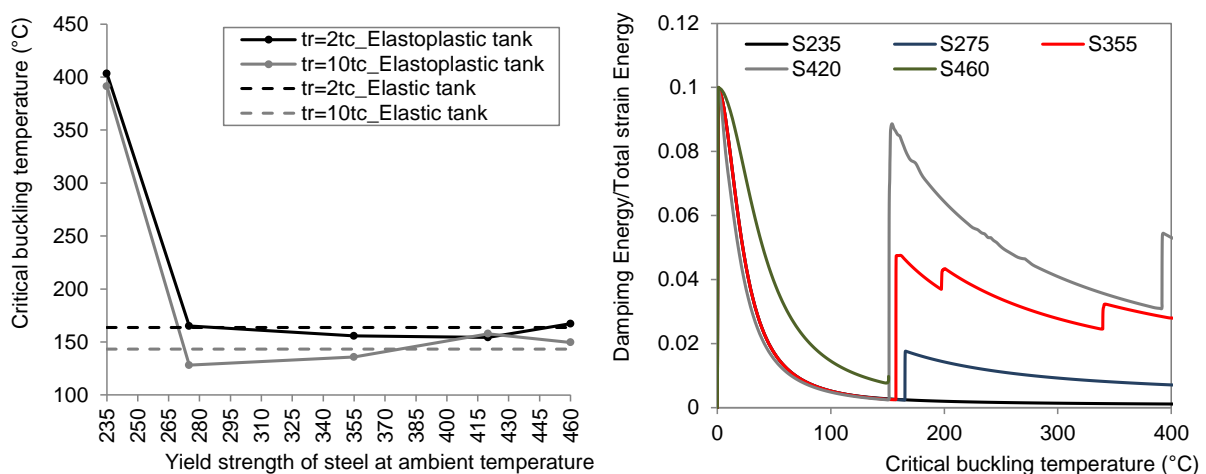 450
400
350
300
250
200
150
100
Critical buckling temperature (°C)
tr=2tc_Elastoplastic tank
tr=10tc_Elastoplastic tank
tr=2tc_Elastic tank
tr=10tc_Elastic tank
235
250
265
280
295
310
325
340
355
370
385
400
415
430
445
460
Yield strength of steel at ambient temperature
0.12
0.1
0.08
0.06
0.04
0.02
0
Dampimg Energy/Total strain Energy
S235 S275 S355
S420 S460
0 100 200 300 400
Critical buckling temperature (°C)